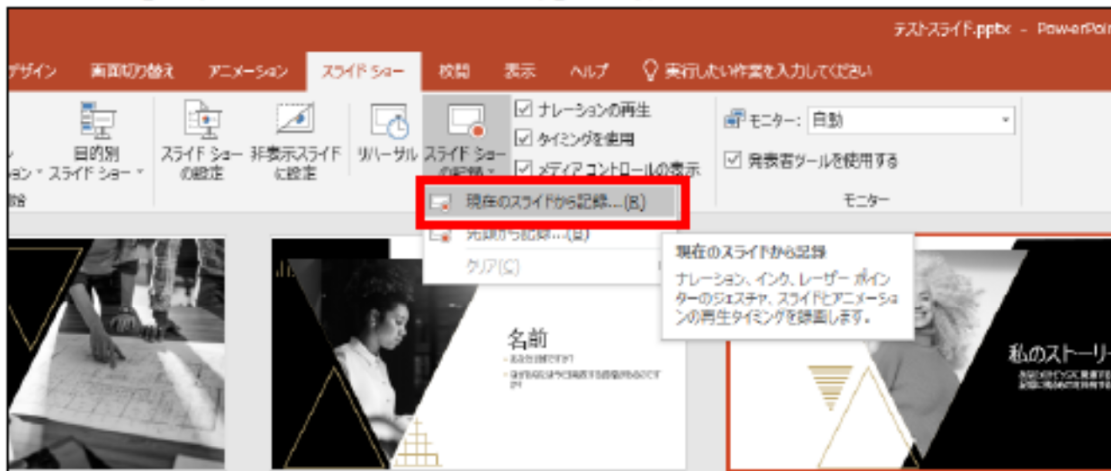 テストスライド.pptx - PowerPoin
デザイン 画面切り替え アニメーション スライド ショー 校閲 表示 ヘルプ 実行したい作業を入力してください
目的別
スライド ショー
スライド ショー
の設定
非表示スライド
に設定
リハーサル
スライド ショー
の記録
ナレーションの再生
タイミングを使用
メディア コントロールの表示
モニター: 自動
発表者ツールを使用する
モニター
現在のスライドから記録...(R)
先頭から記録...(B)
クリア(C)
現在のスライドから記録
ナレーション、インク、レーザー ポイン
ターのジェスチャ、スライドとアニメーショ
ンの再生タイミングを録画します。
名前
私のストーリー